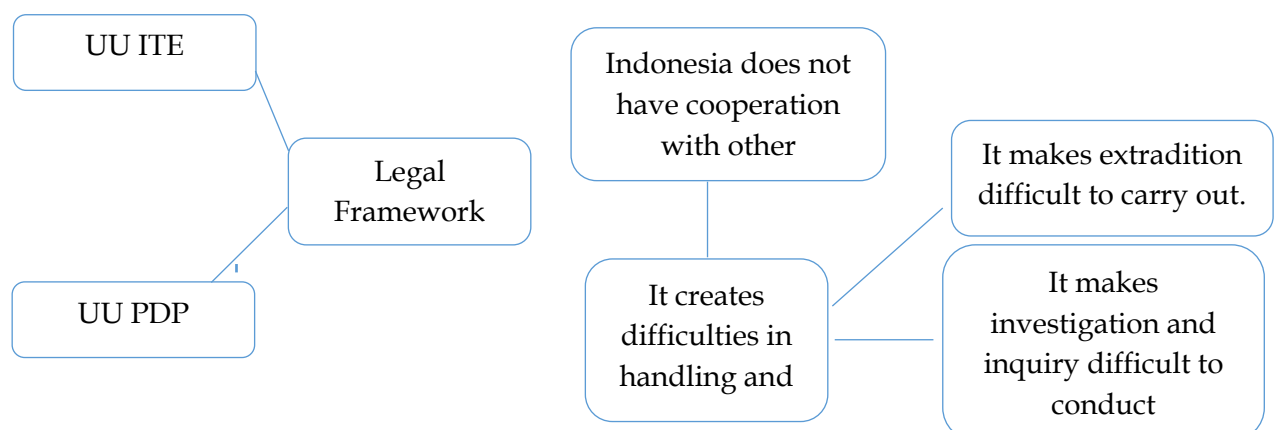 UU ITE
Legal
Framework
UU PDP
Indonesia does not
have cooperation
with other
It creates
difficulties in
handling and
It makes extradition
difficult to carry out.
It makes
investigation and
inquiry difficult to
conduct